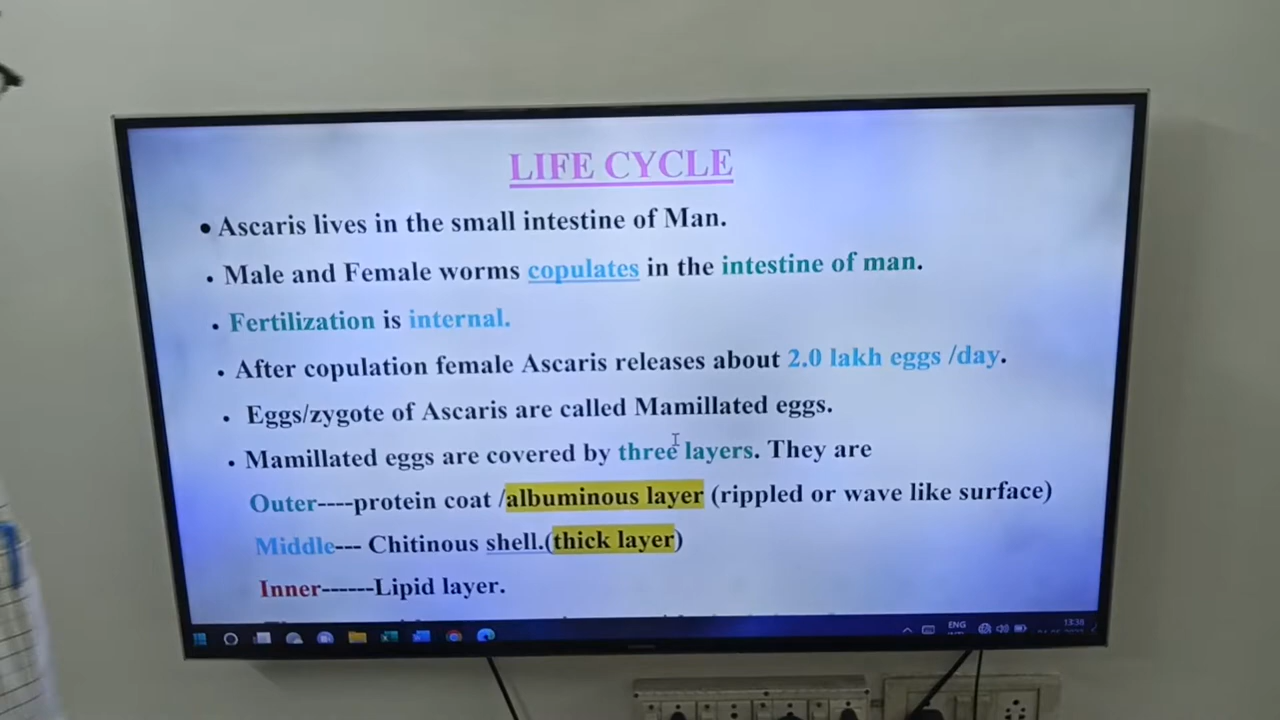 LIFE CYCLE
• Ascaris lives in the small intestine of Man.
• Male and Female worms copulates in the intestine of man.
• Fertilization is internal.
• After copulation female Ascaris releases about 2.0 lakh eggs /day.
• Eggs/zygote of Ascaris are called Mamillated eggs.
• Mamillated eggs are covered by three layers. They are
Outer----protein coat /albuminous layer (rippled or wave like surface)
Middle--- Chitinous shell.(thick layer)
Inner------Lipid layer.
ENG
13:36